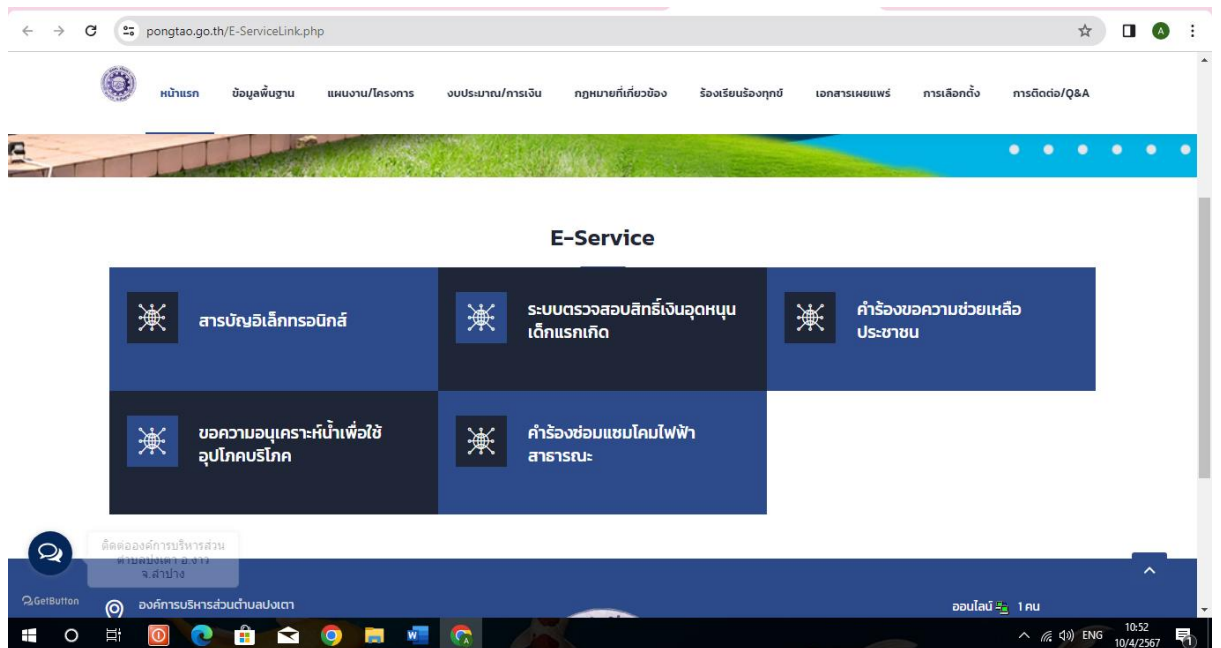 pongtao.go.th/E-ServiceLink.php
A
หน้าแรก ข้อมูลพื้นฐาน แผนงาน/โครงการ งบประมาณ/การเงิน กฎหมายที่เกี่ยวข้อง ร้องเรียนร้องทุกข์ เอกสารเผยแพร่ การเลือกตั้ง การติดต่อ/Q&A
E-Service
สารบัญอิเล็กทรอนิกส์
ระบบตรวจสอบสิทธิ์เงินอุดหนุน
เด็กแรกเกิด
คำร้องขอความช่วยเหลือ
ประชาชน
ขอความอนุเคราะห์น้ำเพื่อใช้
อุปโภคบริโภค
คำร้องซ่อมแซมโคมไฟฟ้า
สาธารณะ
ติดต่อองค์การบริหารส่วน
ตำบลปงเตา อ.งาว
จ.ลำปาง
GetButton
องค์การบริหารส่วนตำบลปงเตา
ออนไลน์ 1 คน
ENG
10:52
10/4/2567
1